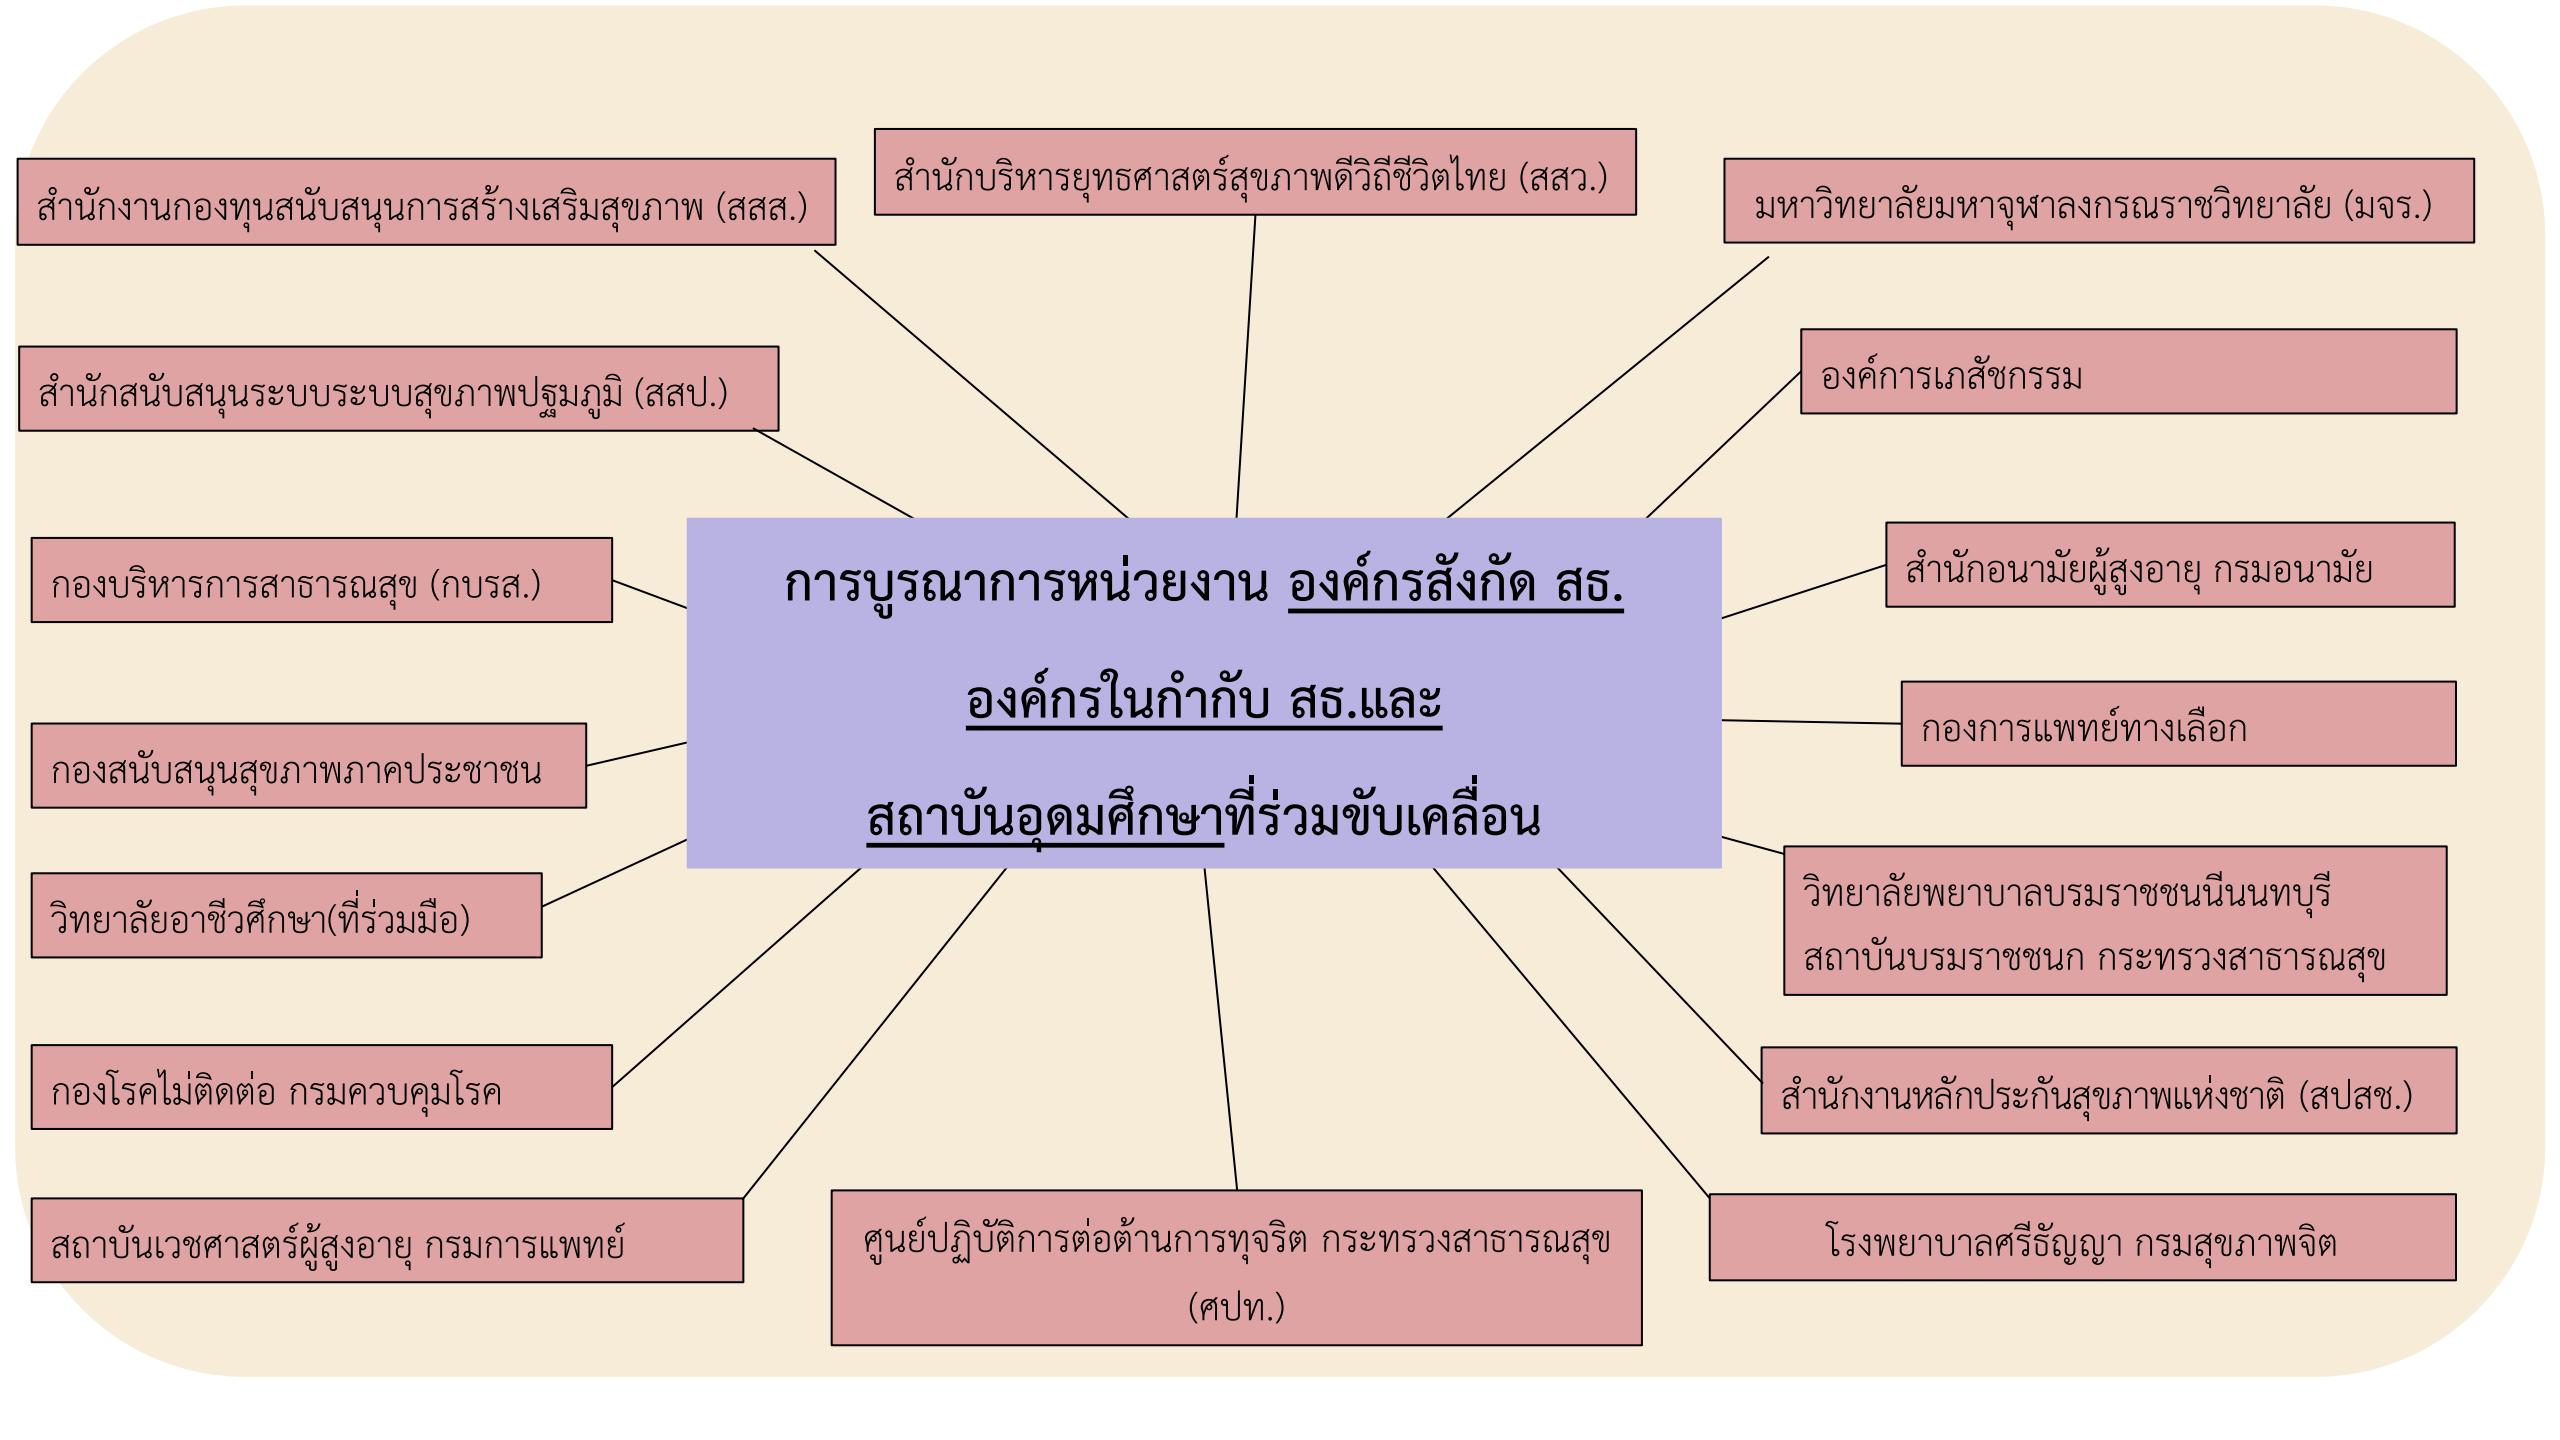 สำนักบริหารยุทธศาสตร์สุขภาพดีวิถีชีวิตไทย (สสว.)
สำนักงานกองทุนสนับสนุนการสร้างเสริมสุขภาพ (สสส.)
มหาวิทยาลัยมหาจุฬาลงกรณราชวิทยาลัย (มจร.)
สำนักสนับสนุนระบบระบบสุขภาพปฐมภูมิ (สสป.)
องค์การเภสัชกรรม
กองบริหารการสาธารณสุข (กบรส.)
การบูรณาการหน่วยงาน องค์กรสังกัด สธ.
องค์กรในกำกับ สธ.และ
สถาบันอุดมศึกษาที่ร่วมขับเคลื่อน
สำนักอนามัยผู้สูงอายุ กรมอนามัย
กองสนับสนุนสุขภาพภาคประชาชน
กองการแพทย์ทางเลือก
วิทยาลัยอาชีวศึกษา(ที่ร่วมมือ)
วิทยาลัยพยาบาลบรมราชชนนีนนทบุรี
สถาบันบรมราชชนก กระทรวงสาธารณสุข
กองโรคไม่ติดต่อ กรมควบคุมโรค
สำนักงานหลักประกันสุขภาพแห่งชาติ (สปสช.)
สถาบันเวชศาสตร์ผู้สูงอายุ กรมการแพทย์
ศูนย์ปฏิบัติการต่อต้านการทุจริต กระทรวงสาธารณสุข
(ศปท.)
โรงพยาบาลศรีธัญญา กรมสุขภาพจิต